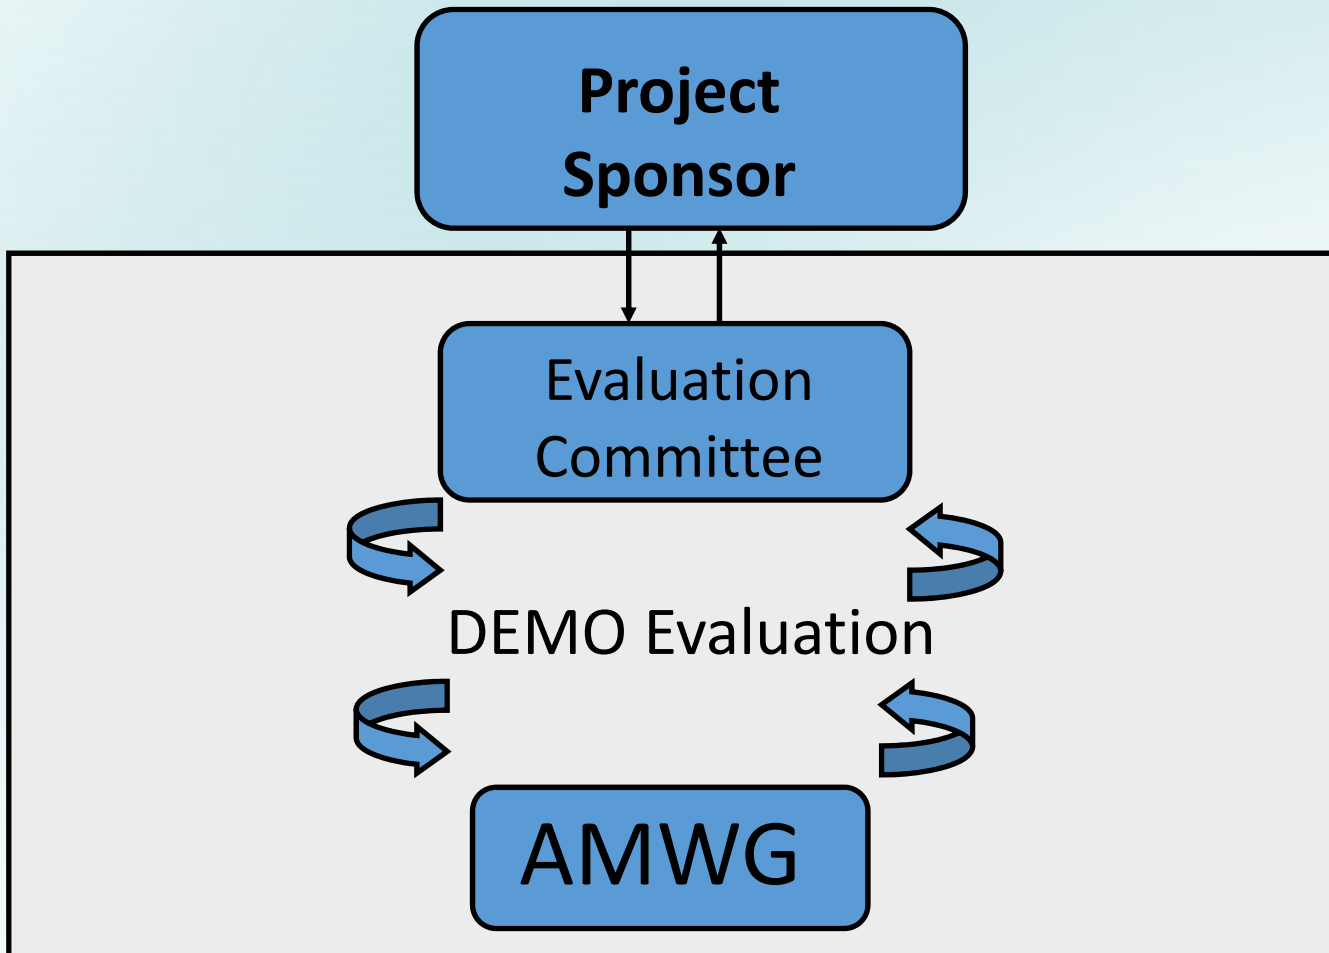 Project
Sponsor
Evaluation
Committee
DEMO Evaluation
AMWG